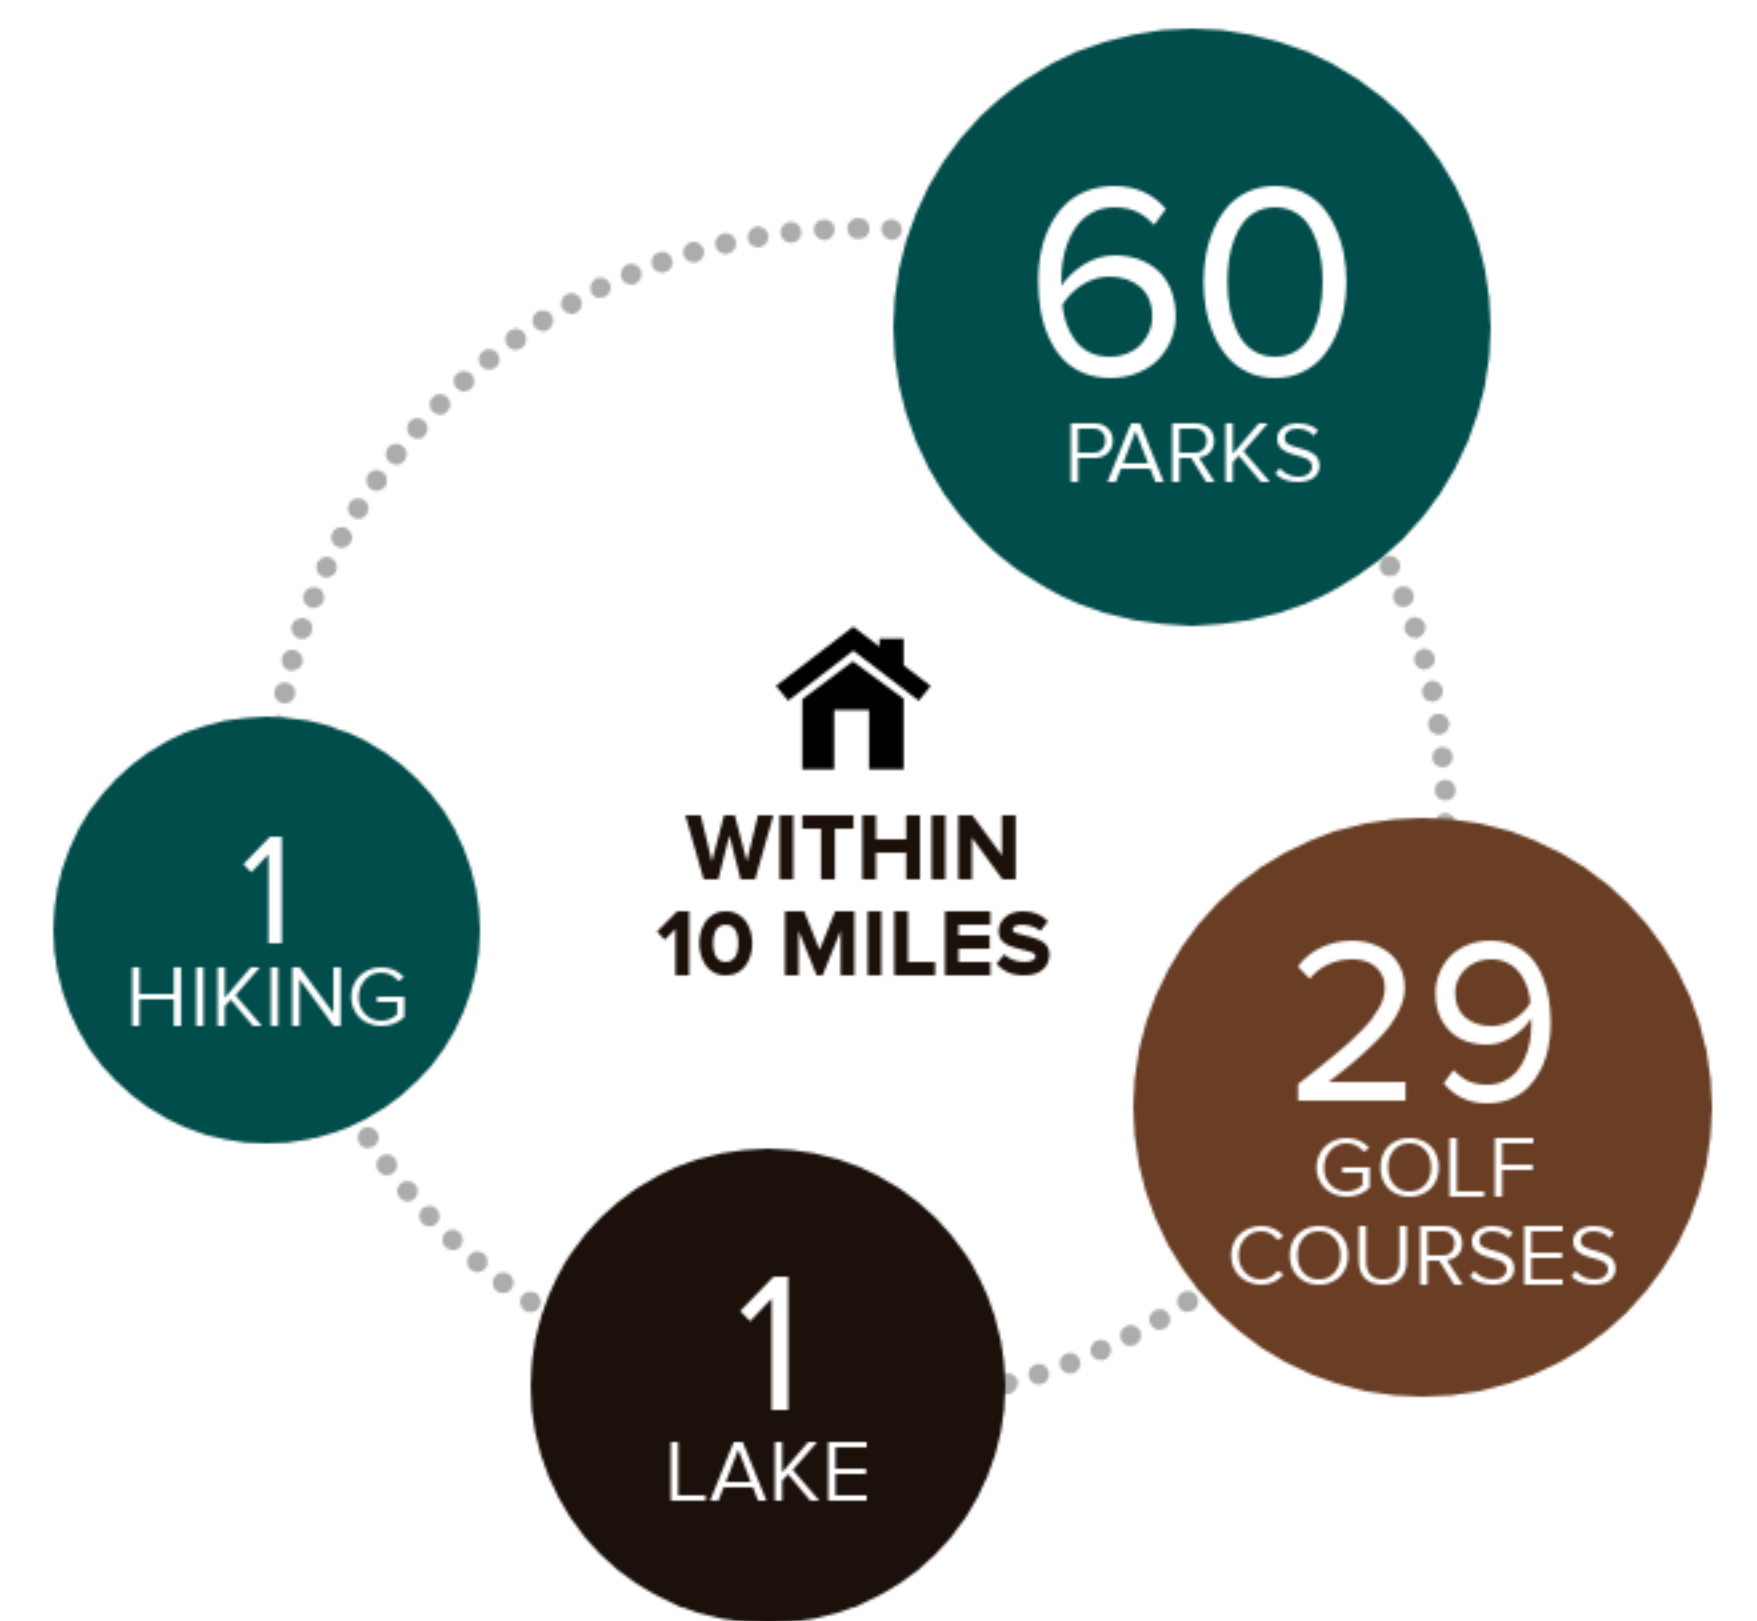 60
PARKS
WITHIN
10 MILES
1
HIKING
29
GOLF
COURSES
1
LAKE